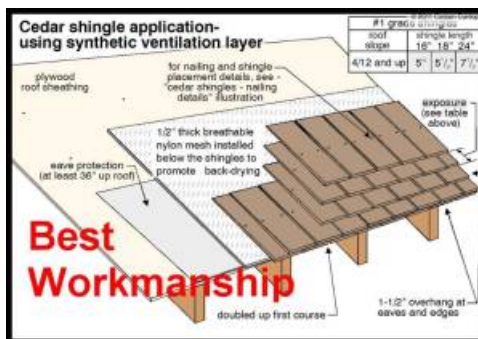 Cedar shingle application-
using synthetic ventilation layer
#1 grade shingles
roof
slope
shingle length
16" 18" 24"
4/12 and up 5" 5½" 7½"
plywood
roof sheathing
for nailing and shingle
placement details, see -
"cedar shingles - nailing
details" illustration
exposure
(see table
above)
1/2" thick breathable
nylon mesh installed
below the shingles to
promote back-drying
eave protection
(at least 36" up roof)
Best
Workmanship
doubled up first course
1-1/2" overhang at
eaves and edges